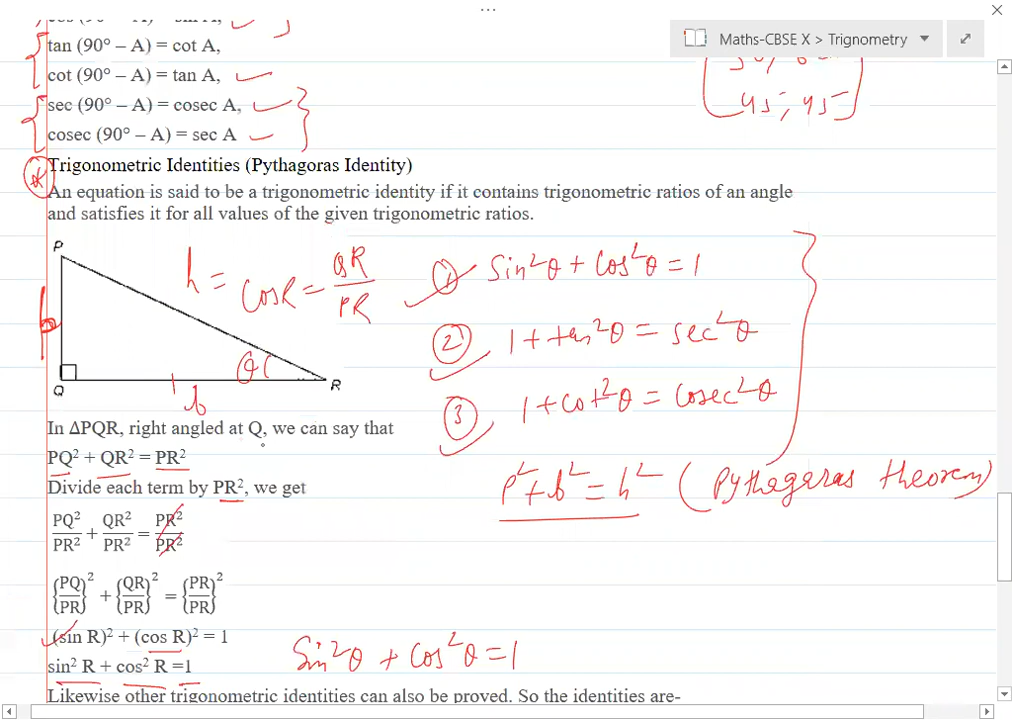 Maths-CBSE X > Trignometry
tan (90° – A) = cot A,
cot (90° – A) = tan A,
sec (90° – A) = cosec A,
45, 45
cosec (90° – A) = sec A
Trigonometric Identities (Pythagoras Identity)
An equation is said to be a trigonometric identity if it contains trigonometric ratios of an angle
and satisfies it for all values of the given trigonometric ratios.
P
h = cosR = QR/PR
① Sin²θ + Cos²θ = 1
② 1 + tan²θ = sec²θ
θ
Q
R
b
③ 1 + cot²θ = cosec²θ
In ΔPQR, right angled at Q, we can say that
PQ² + QR² = PR²
p² + b² = h² (Pythagoras theorem)
Divide each term by PR², we get
PQ²/PR² + QR²/PR² = PR²/PR²
{PQ/PR}² + {QR/PR}² = {PR/PR}²
(sin R)² + (cos R)² = 1
sin² R + cos² R =1
Sin²θ + Cos²θ = 1
Likewise other trigonometric identities can also be proved. So the identities are-